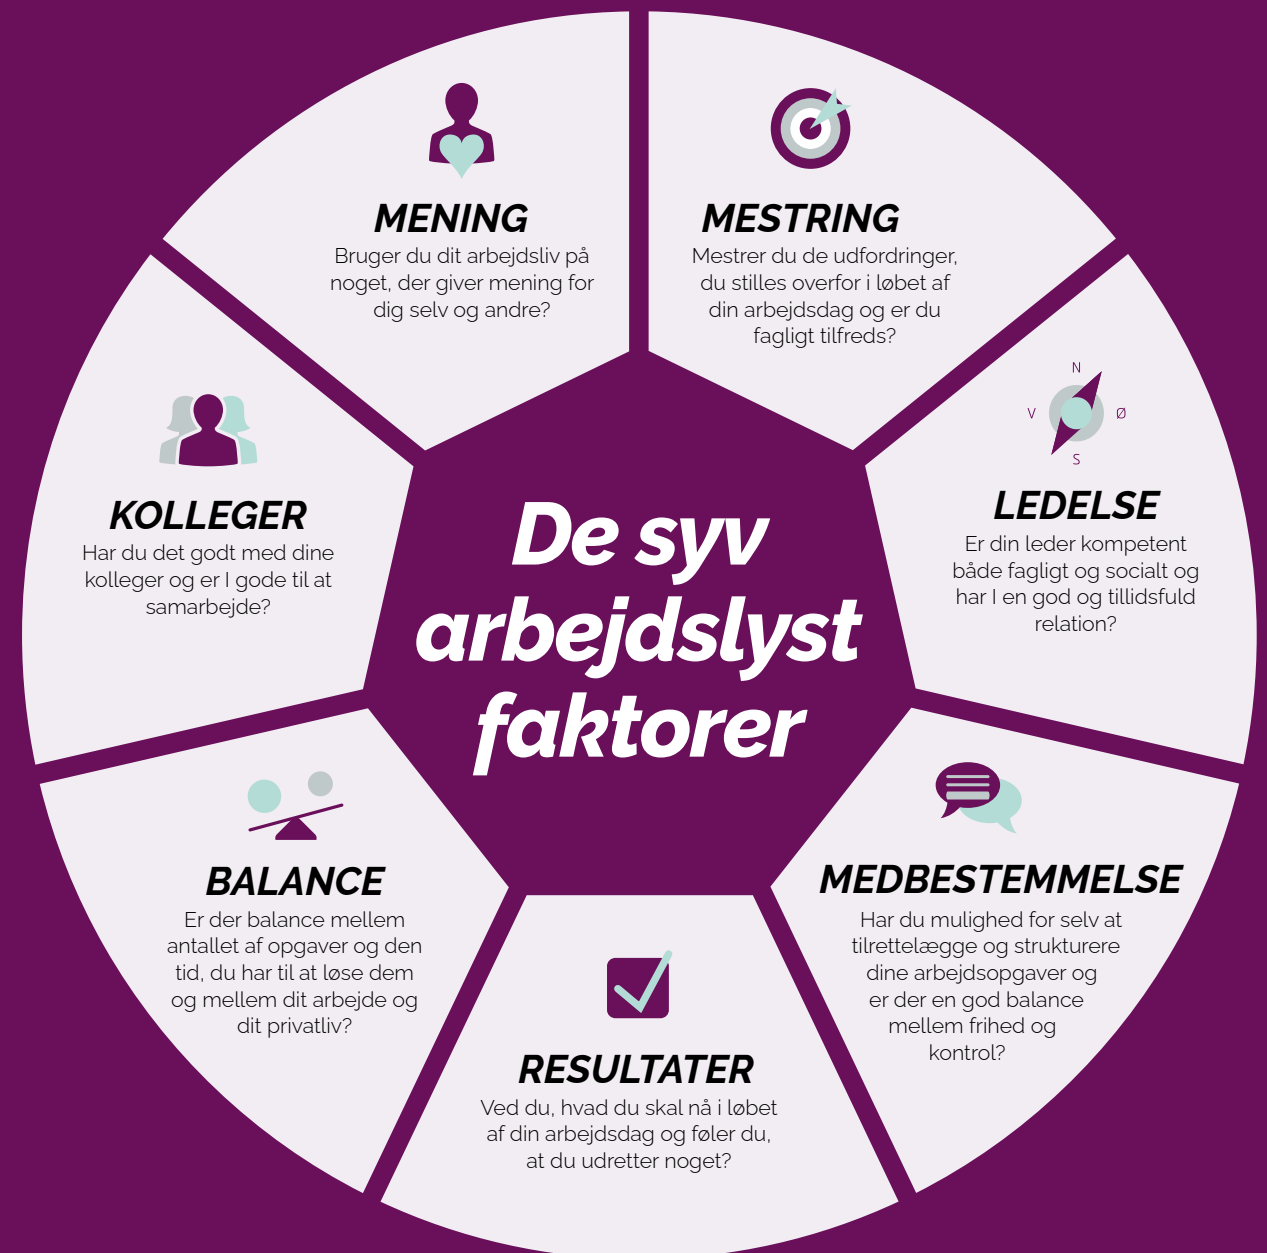 MENING
Bruger du dit arbejdsliv på
noget, der giver mening for
dig selv og andre?
MESTRING
Mestrer du de udfordringer,
du stilles overfor i løbet af
din arbejdsdag og er du
fagligt tilfreds?
N
V
Ø
S
LEDELSE
Er din leder kompetent
både fagligt og socialt og
har I en god og tillidsfuld
relation?
KOLLEGER
Har du det godt med dine
kolleger og er I gode til at
samarbejde?
De syv
arbejdslyst
faktorer
MEDBESTEMMELSE
Har du mulighed for selv at
tilrettelægge og strukturere
dine arbejdsopgaver og
er der en god balance
mellem frihed og
kontrol?
BALANCE
Er der balance mellem
antallet af opgaver og den
tid, du har til at løse dem
og mellem dit arbejde og
dit privatliv?
RESULTATER
Ved du, hvad du skal nå i løbet
af din arbejdsdag og føler du,
at du udretter noget?